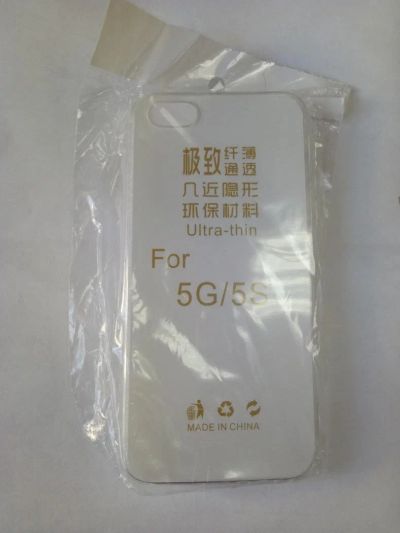 极致 纤薄
通透
几近隐形
环保材料
Ultra-thin
For
5G/5S
MADE IN CHINA